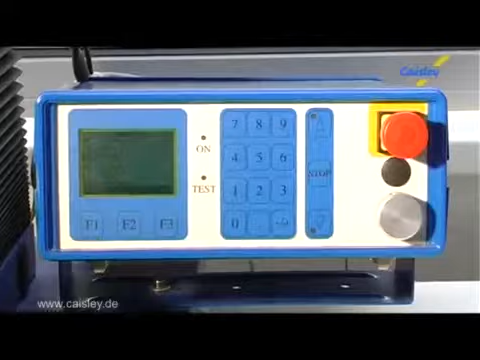 Caisley
7 8 9
ON
4 5 6
STOP
TEST
1 2 3
F1 F2 F3
0 .
www.caisley.de